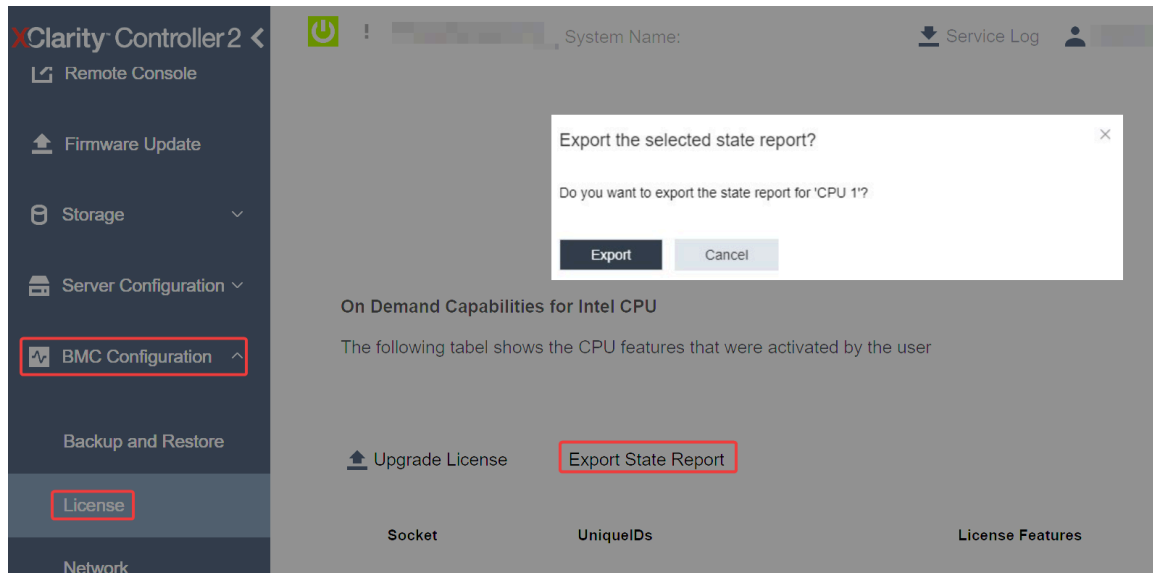 XClarity Controller 2
System Name:
Service Log
Remote Console
Firmware Update
Storage
Server Configuration
BMC Configuration
Backup and Restore
License
Network
Export the selected state report?
Do you want to export the state report for 'CPU 1'?
Export
Cancel
On Demand Capabilities for Intel CPU
The following tabel shows the CPU features that were activated by the user
Upgrade License
Export State Report
Socket
UniqueIDs
License Features